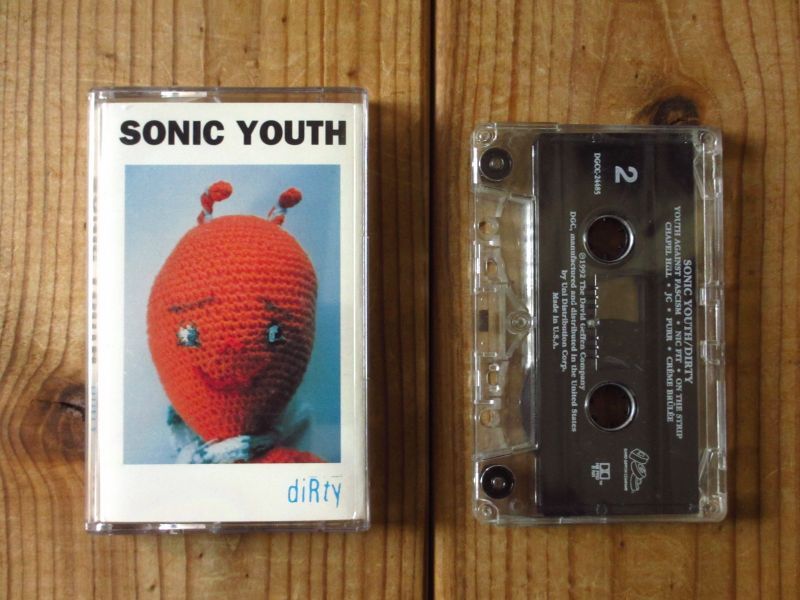 SONIC YOUTH
diRty
2
DGCC-24485
SONIC YOUTH/DIRTY
YOUTH AGAINST FASCISM • NIC FIT • ON THE STRIP
CHAPEL HILL • JC • PURR • CRÈME BRÛLÉE
℗1992 The David Geffen Company
DGC, manufactured and distributed in the United States
by Uni Distribution Corp.
Made in U.S.A.